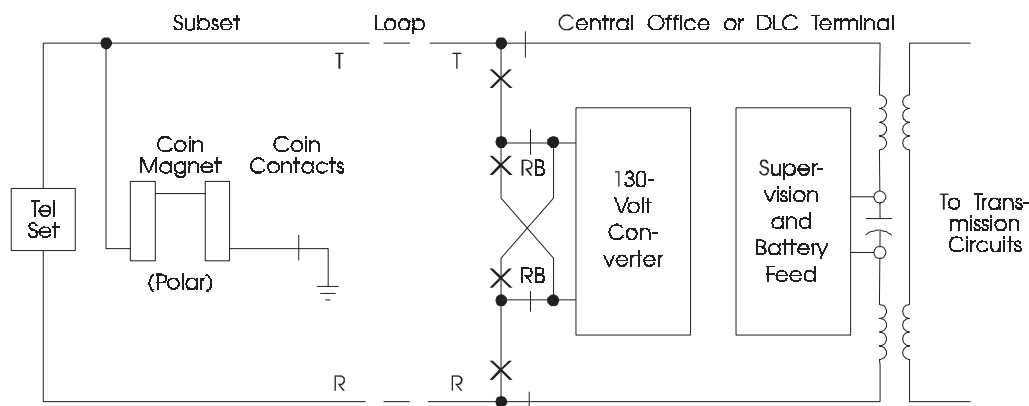 Subset
Loop
Central Office or DLC Terminal
T
T
Coin
Magnet
Coin
Contacts
RB
130-
Volt
Con-
verter
Super-
vision
and
Battery
Feed
To Trans-
mission
Circuits
Tel
Set
(Polar)
RB
R
R